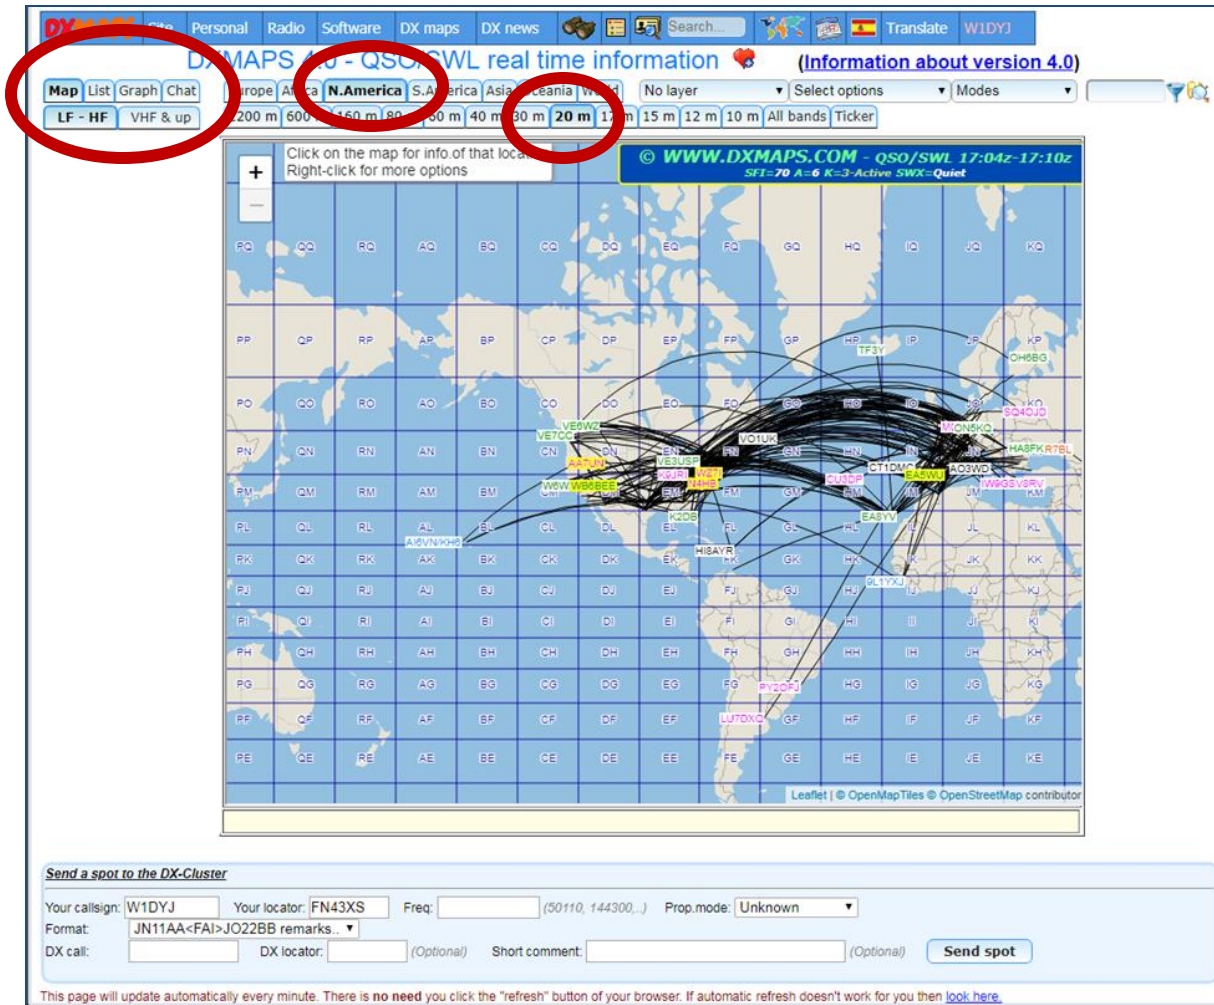 DXMAPS Site Personal Radio Software DX maps DX news Search... Translate W1DYJ
DXMAPS 4.0 - QSO/SWL real time information (Information about version 4.0)
Map List Graph Chat Europe Africa N.America S.America Asia Oceania World No layer Select options Modes
LF - HF VHF & up 2200 m 600 m 160 m 80 m 60 m 40 m 30 m 20 m 17 m 15 m 12 m 10 m All bands Ticker
Click on the map for info.of that
Right-click for more options
© WWW.DXMAPS.COM - QSO/SWL 17:04z-17:10z
SFI=70 A=6 K=3-Active SWX=Quiet
+
−
PQ QQ RQ AQ BQ CQ DQ EQ FQ GQ HQ IQ JQ KQ
PP QP RP AP BP CP DP EP FP GP HP IP JP KP
TF3Y
OH6BG
PO QO RO AO BO CO DO EO FO GO HO IO JO KO
SQ4DJD
VE6WZ ON5KQ
VE7CC VO1UK
PN QN RN AN BN CN DN EN FN GN HN IN JN
HA8FK R7BL
AA7UN VE3USP CT1DMC AO3WD
K9JRI WZ7I CU3DP EA5WU
W6W WB6BEE N4HB IW9GSV8RV
PM QM RM AM BM CM DM EM FM GM HM IM JM KM
K2DB EA8YV
PL QL RL AL BL CL DL EL FL GL HL IL JL KL
AI6VN/KH6
HI8AYR
PK QK RK AK BK CK DK EK FK GK HK IK JK KK
9L1YXJ
PJ QJ RJ AJ BJ CJ DJ EJ FJ GJ HJ IJ JJ KJ
PI QI RI AI BI CI DI EI FI GI HI II JI KI
PH QH RH AH BH CH DH EH FH GH HH IH JH KH
PG QG RG AG BG CG DG EG FG PY2DFJ HG IG JG KG
PF QF RF AF BF CF DF EF LU7DXQ GF HF IF JF KF
PE QE RE AE BE CE DE EE FE GE HE IE JE KE
Leaflet | © OpenMapTiles © OpenStreetMap contributor
Send a spot to the DX-Cluster
Your callsign: W1DYJ Your locator: FN43XS Freq: (50110, 144300,..) Prop.mode: Unknown
Format: JN11AA<FAI>JO22BB remarks..
DX call: DX locator: (Optional) Short comment: (Optional) Send spot
This page will update automatically every minute. There is no need you click the "refresh" button of your browser. If automatic refresh doesn't work for you then look here.